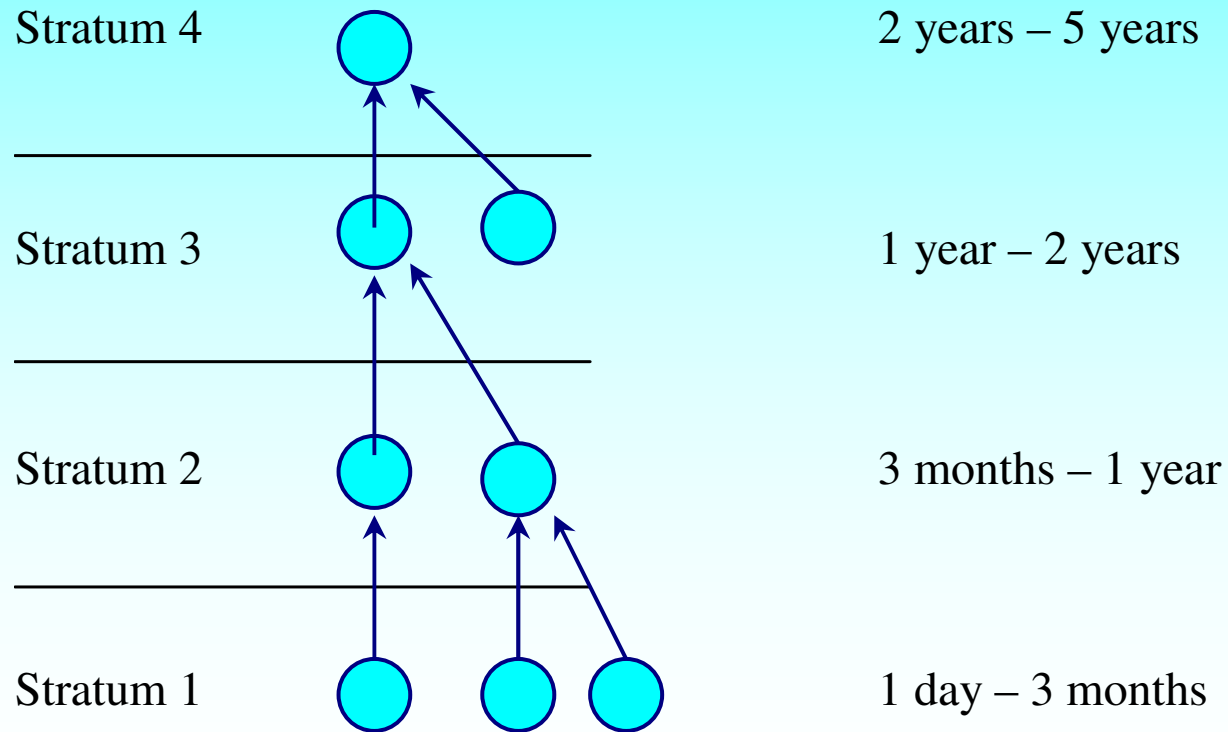 Stratum 4
2 years – 5 years
Stratum 3
1 year – 2 years
Stratum 2
3 months – 1 year
Stratum 1
1 day – 3 months